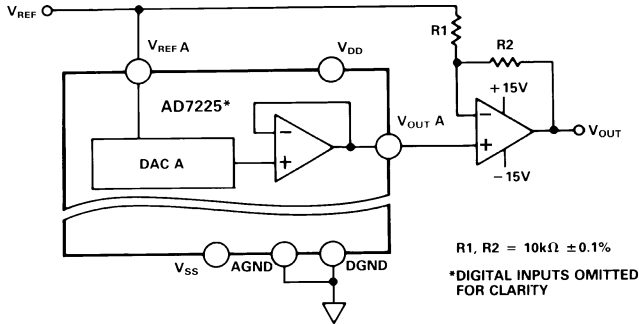 VREF
R1
R2
VREF A
VDD
+15V
AD7225*
VOUT A
−
+
−
+
VOUT
DAC A
−15V
VSS
AGND
DGND
R1, R2 = 10kΩ ±0.1%
*DIGITAL INPUTS OMITTED
FOR CLARITY